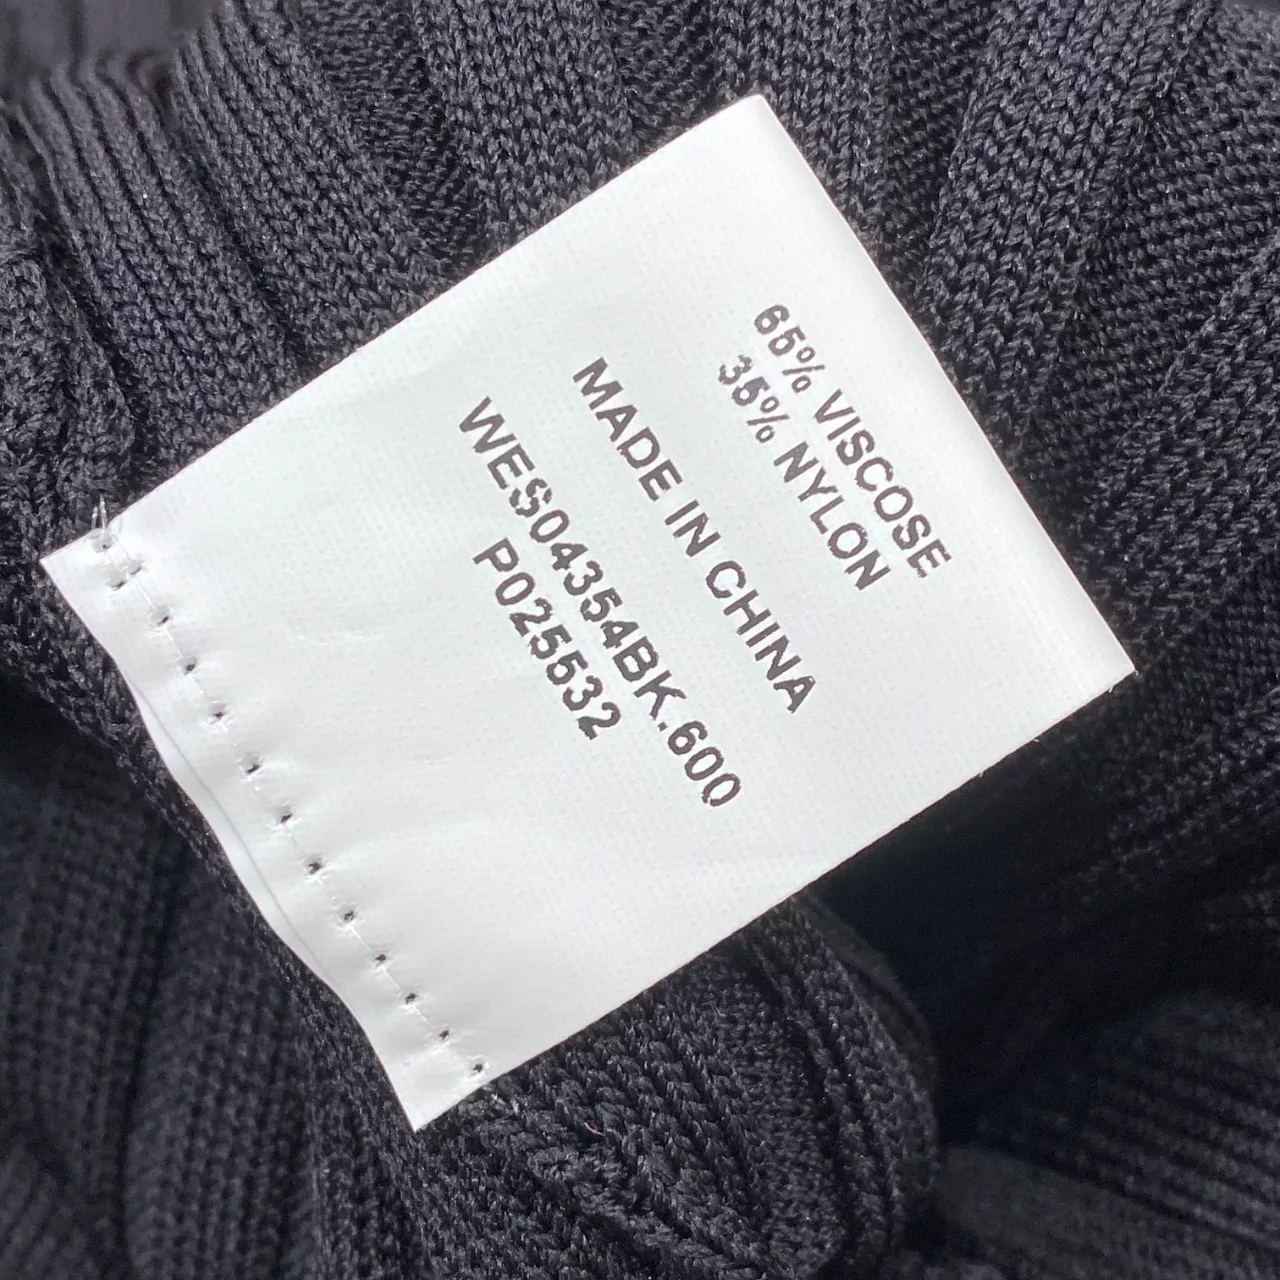 65% VISCOSE
35% NYLON
MADE IN CHINA
WES04354BK.600
P025532